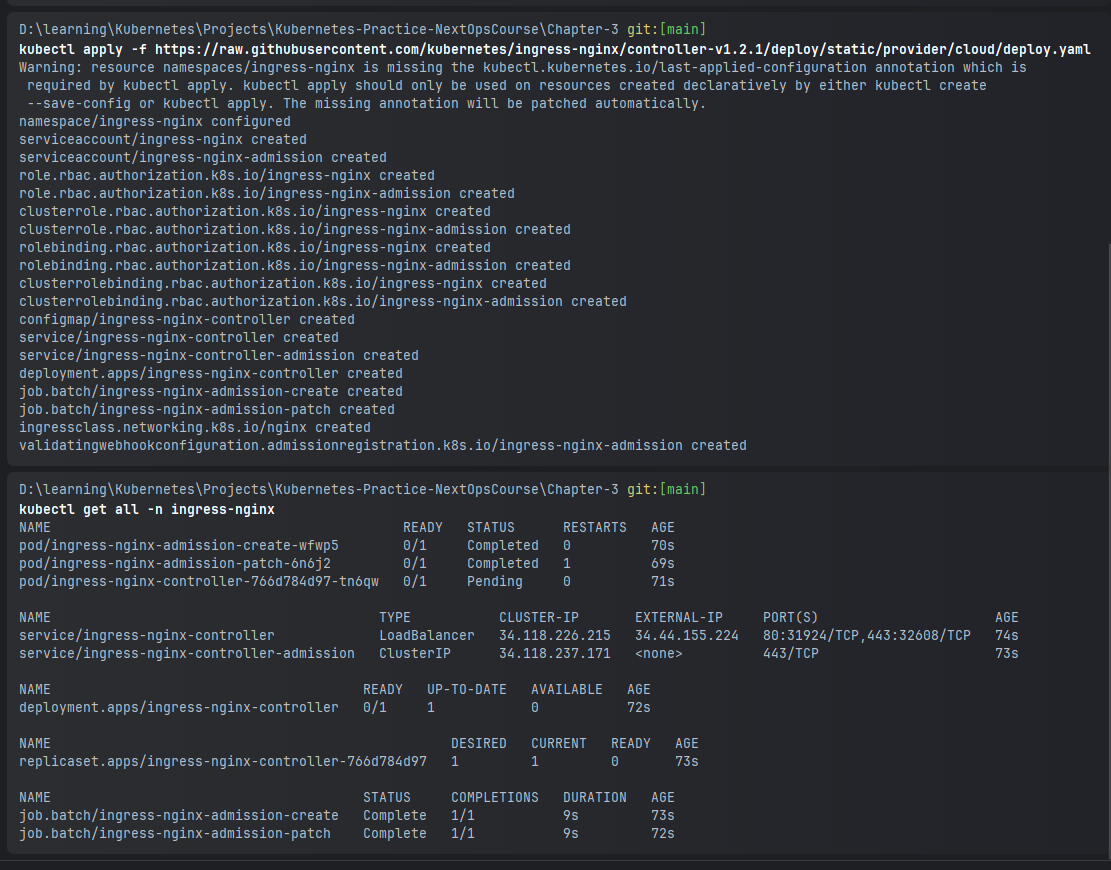 D:\learning\Kubernetes\Projects\Kubernetes-Practice-NextOpsCourse\Chapter-3 git:[main]
kubectl apply -f https://raw.githubusercontent.com/kubernetes/ingress-nginx/controller-v1.2.1/deploy/static/provider/cloud/deploy.yaml
Warning: resource namespaces/ingress-nginx is missing the kubectl.kubernetes.io/last-applied-configuration annotation which is
required by kubectl apply. kubectl apply should only be used on resources created declaratively by either kubectl create
--save-config or kubectl apply. The missing annotation will be patched automatically.
namespace/ingress-nginx configured
serviceaccount/ingress-nginx created
serviceaccount/ingress-nginx-admission created
role.rbac.authorization.k8s.io/ingress-nginx created
role.rbac.authorization.k8s.io/ingress-nginx-admission created
clusterrole.rbac.authorization.k8s.io/ingress-nginx created
clusterrole.rbac.authorization.k8s.io/ingress-nginx-admission created
rolebinding.rbac.authorization.k8s.io/ingress-nginx created
rolebinding.rbac.authorization.k8s.io/ingress-nginx-admission created
clusterrolebinding.rbac.authorization.k8s.io/ingress-nginx created
clusterrolebinding.rbac.authorization.k8s.io/ingress-nginx-admission created
configmap/ingress-nginx-controller created
service/ingress-nginx-controller created
service/ingress-nginx-controller-admission created
deployment.apps/ingress-nginx-controller created
job.batch/ingress-nginx-admission-create created
job.batch/ingress-nginx-admission-patch created
ingressclass.networking.k8s.io/nginx created
validatingwebhookconfiguration.admissionregistration.k8s.io/ingress-nginx-admission created
D:\learning\Kubernetes\Projects\Kubernetes-Practice-NextOpsCourse\Chapter-3 git:[main]
kubectl get all -n ingress-nginx
NAME READY STATUS RESTARTS AGE
pod/ingress-nginx-admission-create-wfwp5 0/1 Completed 0 70s
pod/ingress-nginx-admission-patch-6n6j2 0/1 Completed 1 69s
pod/ingress-nginx-controller-766d784d97-tn6qw 0/1 Pending 0 71s
NAME TYPE CLUSTER-IP EXTERNAL-IP PORT(S) AGE
service/ingress-nginx-controller LoadBalancer 34.118.226.215 34.44.155.224 80:31924/TCP,443:32608/TCP 74s
service/ingress-nginx-controller-admission ClusterIP 34.118.237.171 <none> 443/TCP 73s
NAME READY UP-TO-DATE AVAILABLE AGE
deployment.apps/ingress-nginx-controller 0/1 1 0 72s
NAME DESIRED CURRENT READY AGE
replicaset.apps/ingress-nginx-controller-766d784d97 1 1 0 73s
NAME STATUS COMPLETIONS DURATION AGE
job.batch/ingress-nginx-admission-create Complete 1/1 9s 73s
job.batch/ingress-nginx-admission-patch Complete 1/1 9s 72s